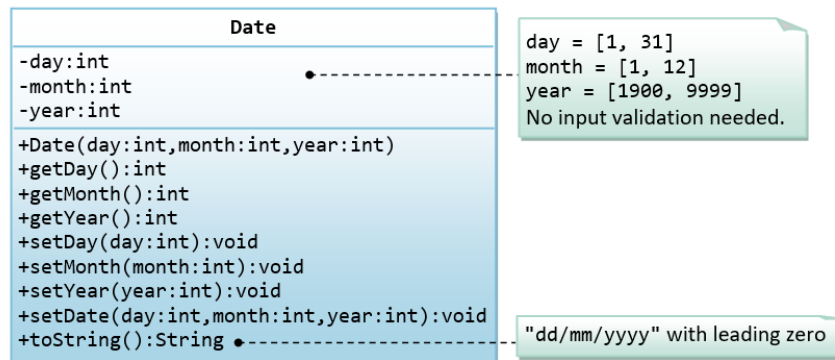 Date
-day:int
-month:int
-year:int
+Date(day:int,month:int,year:int)
+getDay():int
+getMonth():int
+getYear():int
+setDay(day:int):void
+setMonth(month:int):void
+setYear(year:int):void
+setDate(day:int,month:int,year:int):void
+toString():String
day = [1, 31]
month = [1, 12]
year = [1900, 9999]
No input validation needed.
"dd/mm/yyyy" with leading zero